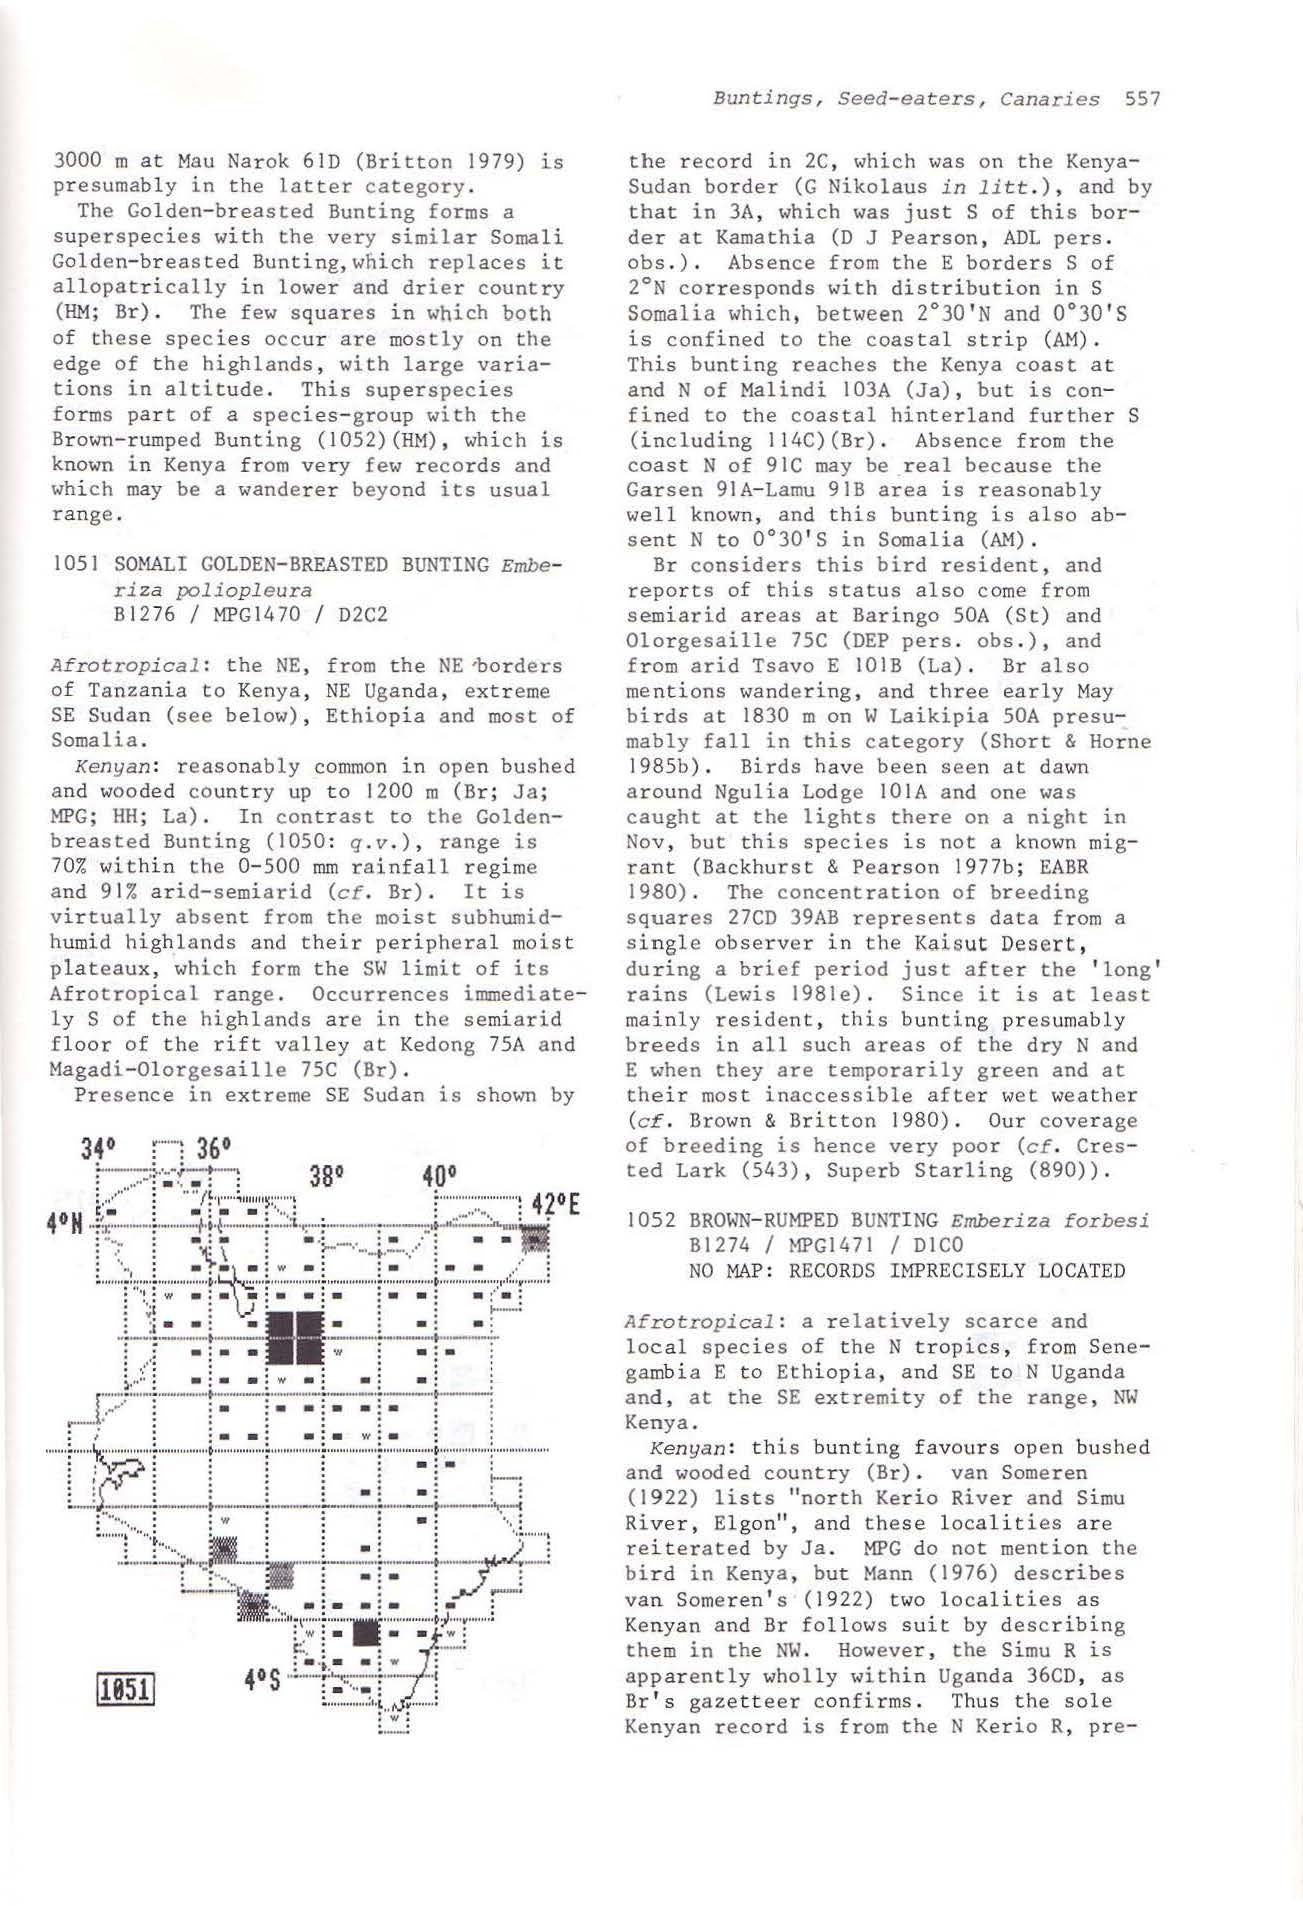 Buntings, Seed-eaters, Canaries 557
3000 m at Mau Narok 61D (Britton 1979) is
presumably in the latter category.
The Golden-breasted Bunting forms a
superspecies with the very similar Somali
Golden-breasted Bunting, which replaces it
allopatrically in lower and drier country
(HM; Br). The few squares in which both
of these species occur are mostly on the
edge of the highlands, with large varia-
tions in altitude. This superspecies
forms part of a species-group with the
Brown-rumped Bunting (1052)(HM), which is
known in Kenya from very few records and
which may be a wanderer beyond its usual
range.
1051 SOMALI GOLDEN-BREASTED BUNTING Embe-
riza poliopleura
B1276 / MPG1470 / D2C2
Afrotropical: the NE, from the NE borders
of Tanzania to Kenya, NE Uganda, extreme
SE Sudan (see below), Ethiopia and most of
Somalia.
Kenyan: reasonably common in open bushed
and wooded country up to 1200 m (Br; Ja;
MPG; HH; La). In contrast to the Golden-
breasted Bunting (1050: q.v.), range is
70% within the 0-500 mm rainfall regime
and 91% arid-semiarid (cf. Br). It is
virtually absent from the moist subhumid-
humid highlands and their peripheral moist
plateaux, which form the SW limit of its
Afrotropical range. Occurrences immediate-
ly S of the highlands are in the semiarid
floor of the rift valley at Kedong 75A and
Magadi-Olorgesaille 75C (Br).
Presence in extreme SE Sudan is shown by
34° 36°
38° 40°
42°E
4°N
w
w
w
w
w
w
w w
w
4°S
w
1051
the record in 2C, which was on the Kenya-
Sudan border (G Nikolaus in litt.), and by
that in 3A, which was just S of this bor-
der at Kamathia (D J Pearson, ADL pers.
obs.). Absence from the E borders S of
2°N corresponds with distribution in S
Somalia which, between 2°30'N and 0°30'S
is confined to the coastal strip (AM).
This bunting reaches the Kenya coast at
and N of Malindi 103A (Ja), but is con-
fined to the coastal hinterland further S
(including 114C)(Br). Absence from the
coast N of 91C may be real because the
Garsen 91A-Lamu 91B area is reasonably
well known, and this bunting is also ab-
sent N to 0°30'S in Somalia (AM).
Br considers this bird resident, and
reports of this status also come from
semiarid areas at Baringo 50A (St) and
Olorgesaille 75C (DEP pers. obs.), and
from arid Tsavo E 101B (La). Br also
mentions wandering, and three early May
birds at 1830 m on W Laikipia 50A presu-
mably fall in this category (Short & Horne
1985b). Birds have been seen at dawn
around Ngulia Lodge 101A and one was
caught at the lights there on a night in
Nov, but this species is not a known mig-
rant (Backhurst & Pearson 1977b; EABR
1980). The concentration of breeding
squares 27CD 39AB represents data from a
single observer in the Kaisut Desert,
during a brief period just after the 'long'
rains (Lewis 1981e). Since it is at least
mainly resident, this bunting presumably
breeds in all such areas of the dry N and
E when they are temporarily green and at
their most inaccessible after wet weather
(cf. Brown & Britton 1980). Our coverage
of breeding is hence very poor (cf. Cres-
ted Lark (543), Superb Starling (890)).
1052 BROWN-RUMPED BUNTING Emberiza forbesi
B1274 / MPG1471 / D1C0
NO MAP: RECORDS IMPRECISELY LOCATED
Afrotropical: a relatively scarce and
local species of the N tropics, from Sene-
gambia E to Ethiopia, and SE to N Uganda
and, at the SE extremity of the range, NW
Kenya.
Kenyan: this bunting favours open bushed
and wooded country (Br). van Someren
(1922) lists "north Kerio River and Simu
River, Elgon", and these localities are
reiterated by Ja. MPG do not mention the
bird in Kenya, but Mann (1976) describes
van Someren's (1922) two localities as
Kenyan and Br follows suit by describing
them in the NW. However, the Simu R is
apparently wholly within Uganda 36CD, as
Br's gazetteer confirms. Thus the sole
Kenyan record is from the N Kerio R, pre-